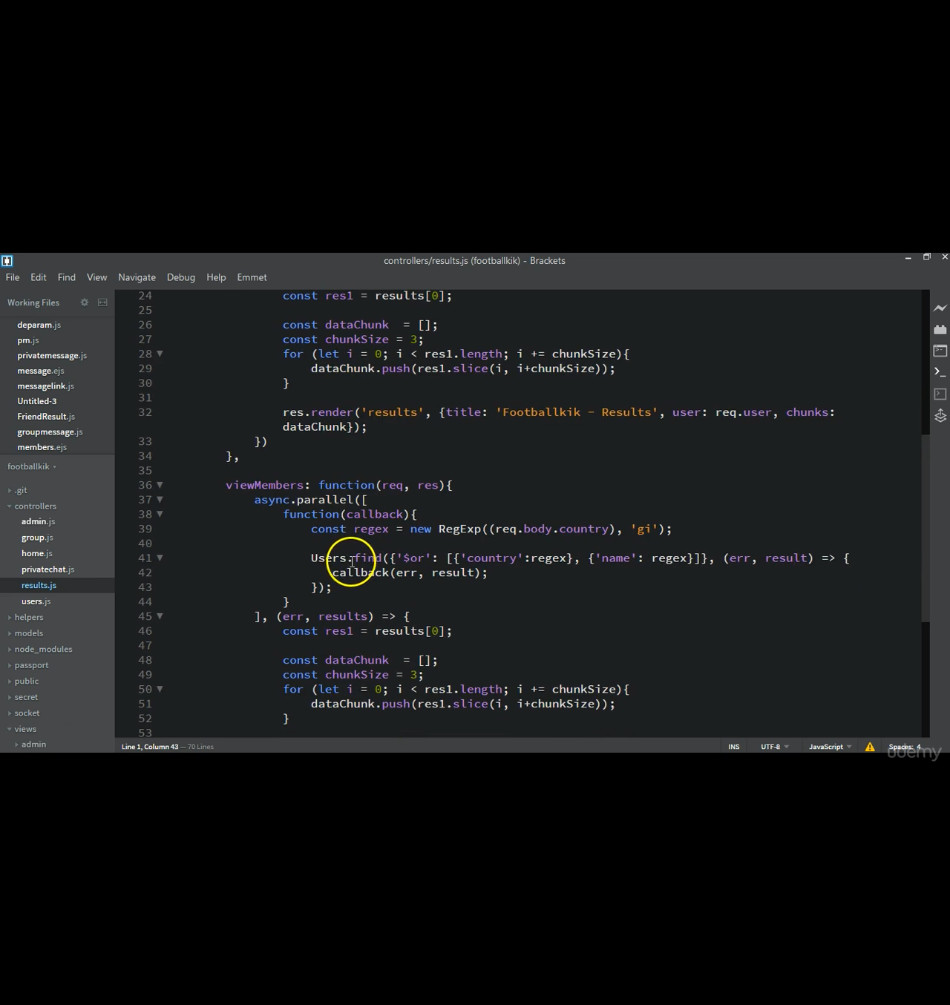 controllers/results.js (footballkik) - Brackets
File Edit Find View Navigate Debug Help Emmet
Working Files
deparam.js
pm.js
privatemessage.js
message.ejs
messagelink.js
Untitled-3
FriendResult.js
groupmessage.js
members.ejs
footballkik
.git
controllers
admin.js
group.js
home.js
privatechat.js
results.js
users.js
helpers
models
node_modules
passport
public
secret
socket
views
admin
24 const res1 = results[0];
25
26 const dataChunk  = [];
27 const chunkSize = 3;
28 for (let i = 0; i < res1.length; i += chunkSize){
29 dataChunk.push(res1.slice(i, i+chunkSize));
30 }
31
32 res.render('results', {title: 'Footballkik - Results', user: req.user, chunks:
dataChunk});
33 })
34 },
35
36 viewMembers: function(req, res){
37 async.parallel([
38 function(callback){
39 const regex = new RegExp((req.body.country), 'gi');
40
41 Users.find({'$or': [{'country':regex}, {'name': regex}]}, (err, result) => {
42 callback(err, result);
43 });
44 }
45 ], (err, results) => {
46 const res1 = results[0];
47
48 const dataChunk  = [];
49 const chunkSize = 3;
50 for (let i = 0; i < res1.length; i += chunkSize){
51 dataChunk.push(res1.slice(i, i+chunkSize));
52 }
53
Line 1, Column 43 — 70 Lines INS UTF-8 JavaScript Spaces: 4
udemy